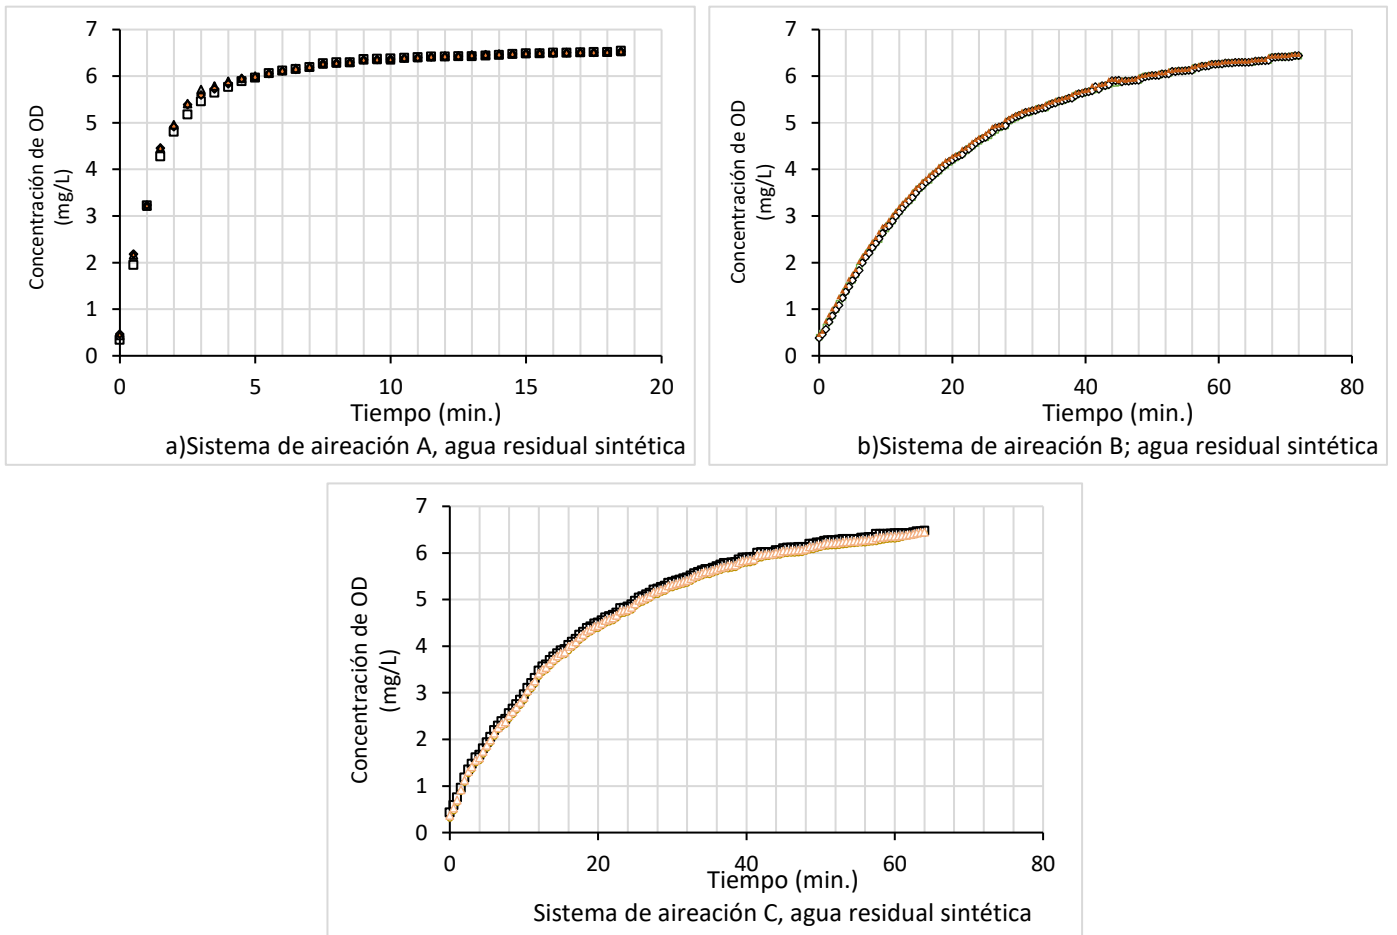 7
6
5
4
3
2
1
0
0 5 10 15 20
Concentración de OD
(mg/L)
Tiempo (min.)
a)Sistema de aireación A, agua residual sintética
7
6
5
4
3
2
1
0
0 20 40 60 80
Concentración de OD
(mg/L)
Tiempo (min.)
b)Sistema de aireación B; agua residual sintética
7
6
5
4
3
2
1
0
0 20 40 60 80
Concentración de OD
(mg/L)
Tiempo (min.)
Sistema de aireación C, agua residual sintética